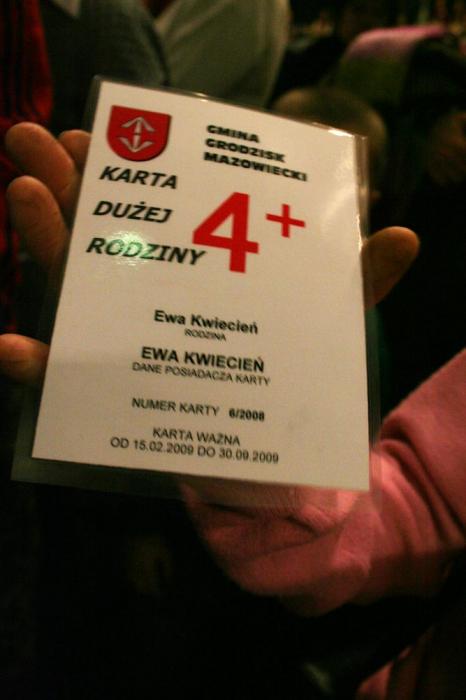 GMINA
GRODZISK
MAZOWIECKI
KARTA
DUŻEJ
RODZINY
4+
Ewa Kwiecień
RODZINA
EWA KWIECIEŃ
DANE POSIADACZA KARTY
NUMER KARTY 6/2008
KARTA WAŻNA
OD 15.02.2009 DO 30.09.2009